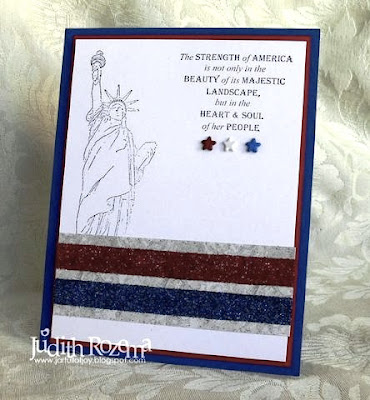 The STRENGTH of AMERICA
is not only in the
BEAUTY of its MAJESTIC
LANDSCAPE,
but in the
HEART & SOUL
of her PEOPLE
Judith Rozema
www.jarfullofjoy.blogspot.com